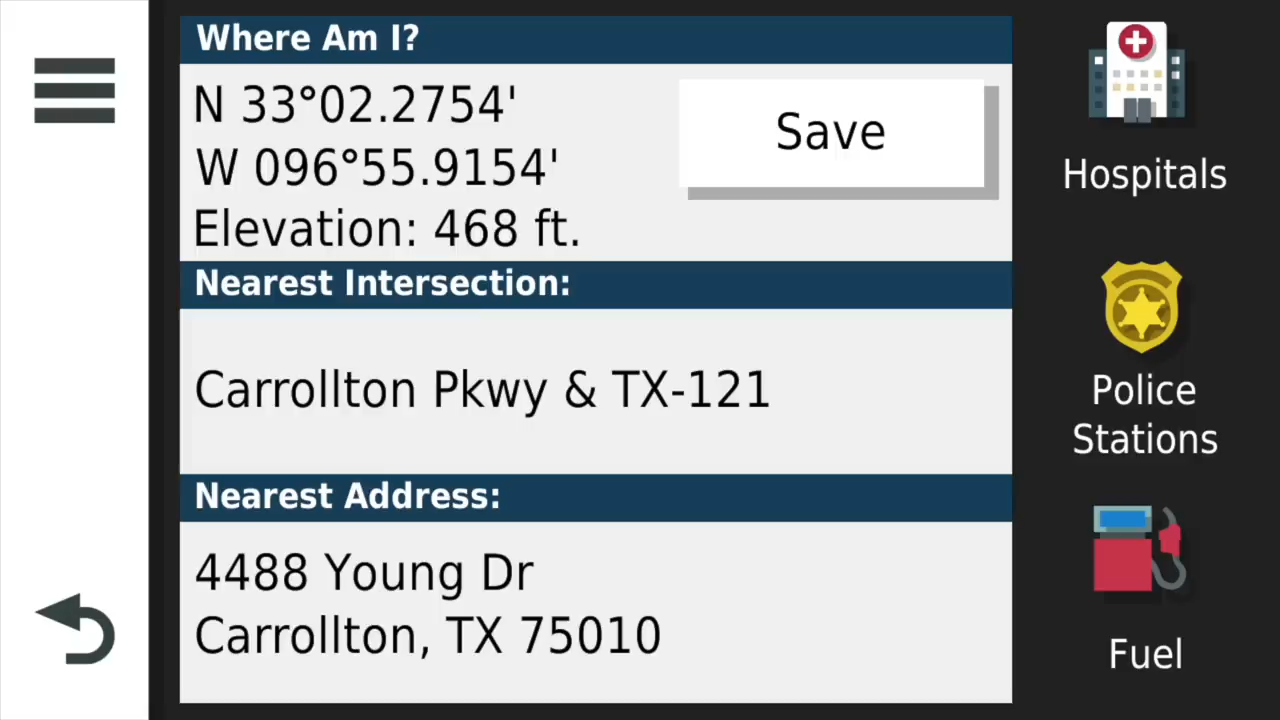 Where Am I?
N 33°02.2754'
W 096°55.9154'
Elevation: 468 ft.
Save
Nearest Intersection:
Carrollton Pkwy & TX-121
Nearest Address:
4488 Young Dr
Carrollton, TX 75010
Hospitals
Police
Stations
Fuel